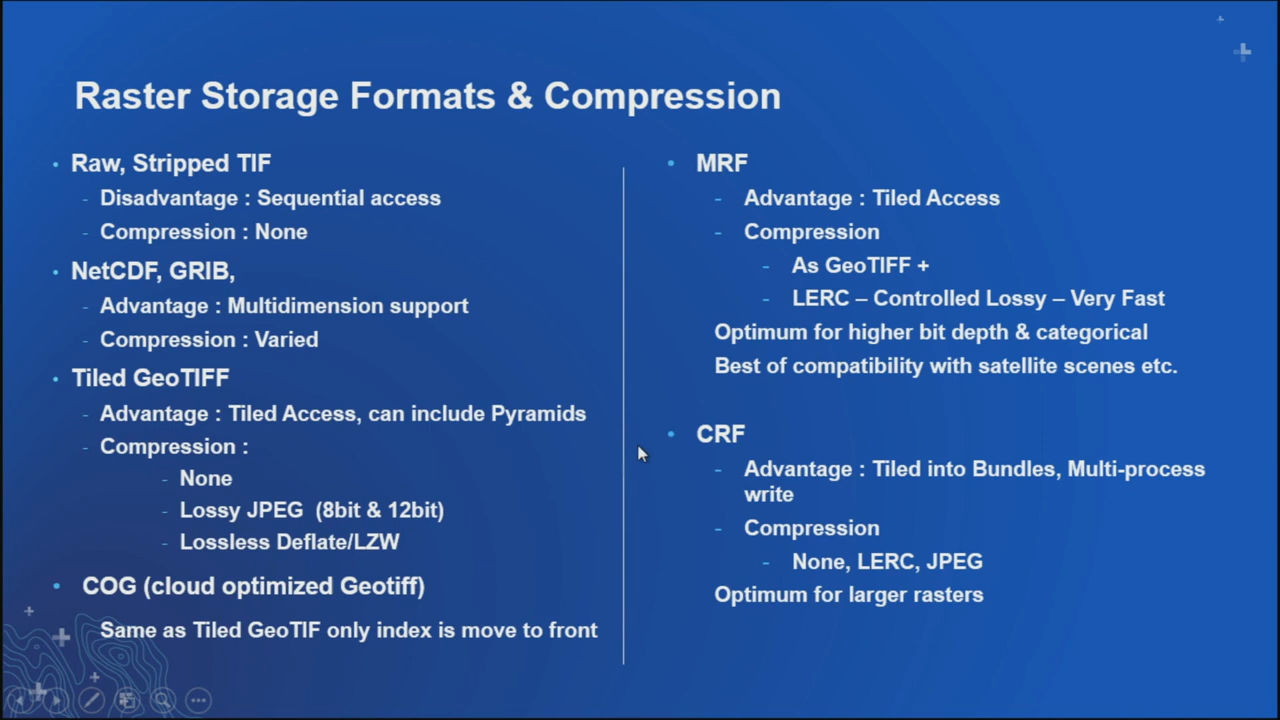 Raster Storage Formats & Compression
• Raw, Stripped TIF
- Disadvantage : Sequential access
- Compression : None
• NetCDF, GRIB,
- Advantage : Multidimension support
- Compression : Varied
• Tiled GeoTIFF
- Advantage : Tiled Access, can include Pyramids
- Compression :
- None
- Lossy JPEG (8bit & 12bit)
- Lossless Deflate/LZW
• COG (cloud optimized Geotiff)
Same as Tiled GeoTIF only index is move to front
• MRF
- Advantage : Tiled Access
- Compression
- As GeoTIFF +
- LERC – Controlled Lossy – Very Fast
Optimum for higher bit depth & categorical
Best of compatibility with satellite scenes etc.
• CRF
- Advantage : Tiled into Bundles, Multi-process
write
- Compression
- None, LERC, JPEG
Optimum for larger rasters